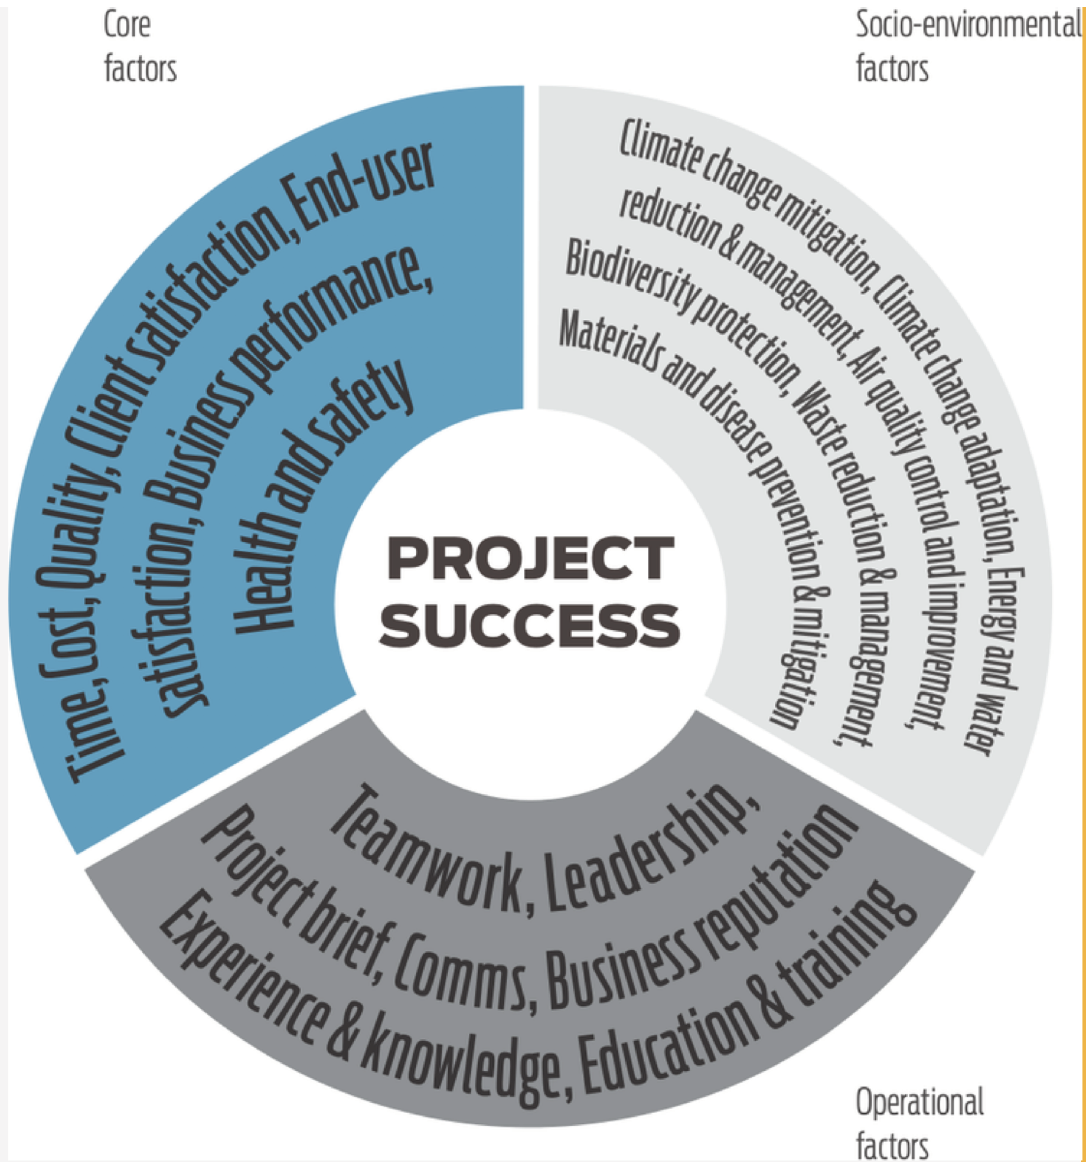 Core
factors
Socio-environmental
factors
Time, Cost, Quality, Client satisfaction, End-user
satisfaction, Business performance,
Health and safety
Climate change mitigation, Climate change adaptation, Energy and water
reduction & management, Air quality control and improvement,
Biodiversity protection, Waste reduction & management,
Materials and disease prevention & mitigation
PROJECT
SUCCESS
Teamwork, Leadership,
Project brief, Comms, Business reputation
Experience & knowledge, Education & training
Operational
factors